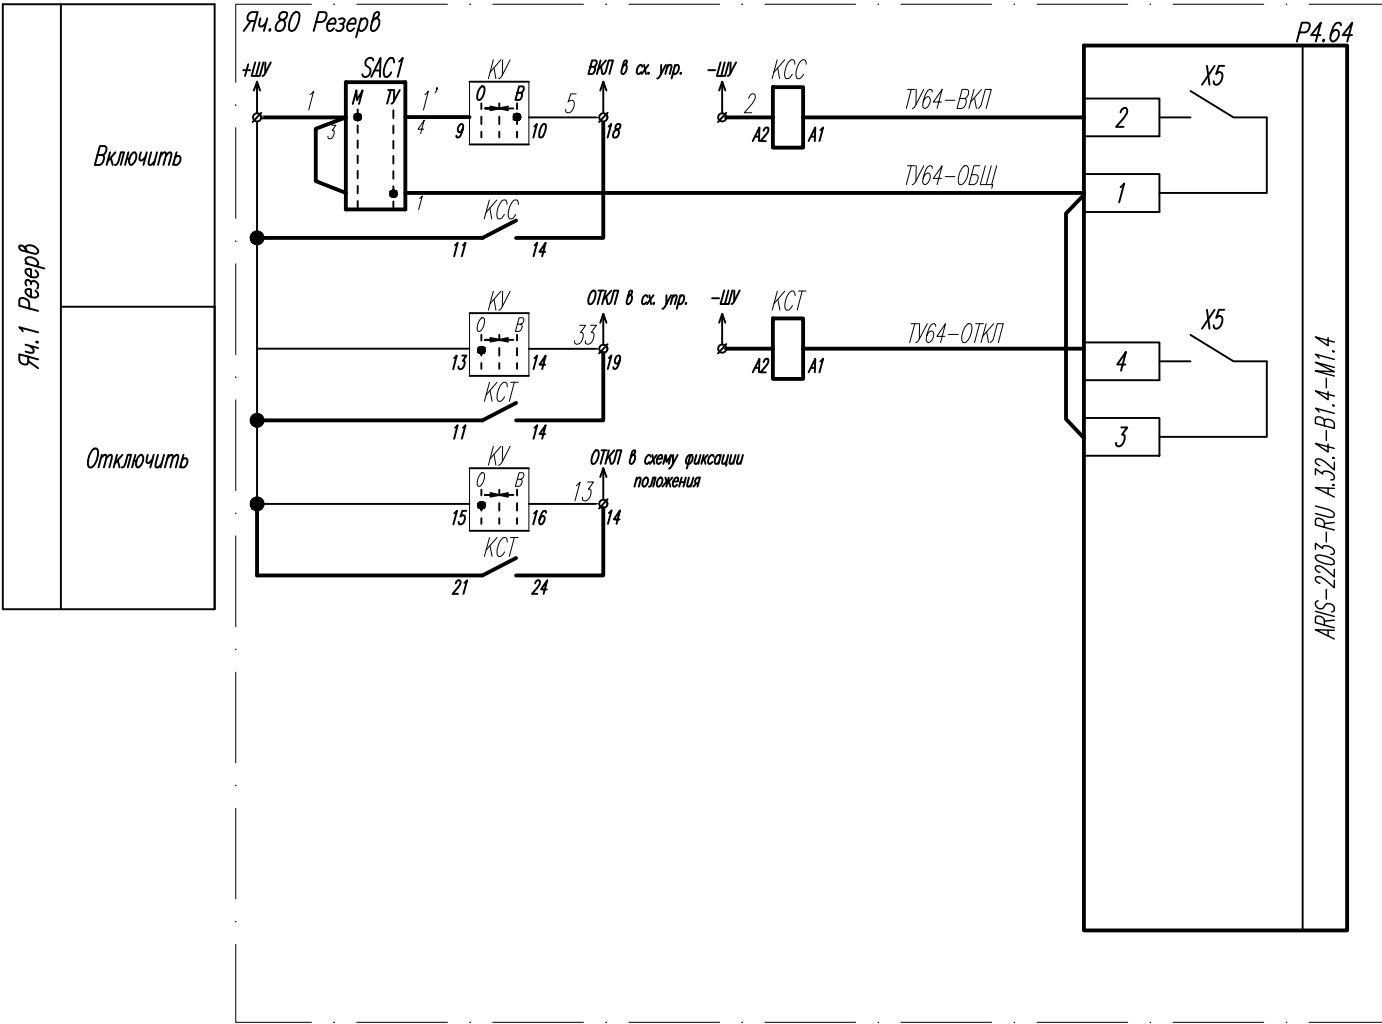 Яч.80 Резерв
P4.64
Яч.1 Резерв
Включить
Отключить
+ШУ
1
SAC1
М ТУ
3
1'
4
1
КУ
О В
9
10
5
ВКЛ в сх. упр.
18
-ШУ
2
КСС
А2
А1
ТУ64-ВКЛ
ТУ64-ОБЩ
2
1
X5
КСС
11
14
КУ
О В
13
14
33
ОТКЛ в сх. упр.
19
-ШУ
КСТ
А2
А1
ТУ64-ОТКЛ
4
3
X5
КСТ
11
14
КУ
О В
15
16
13
ОТКЛ в схему фиксации
положения
14
КСТ
21
24
ARIS-2203-RU A.32.4-B1.4-M1.4